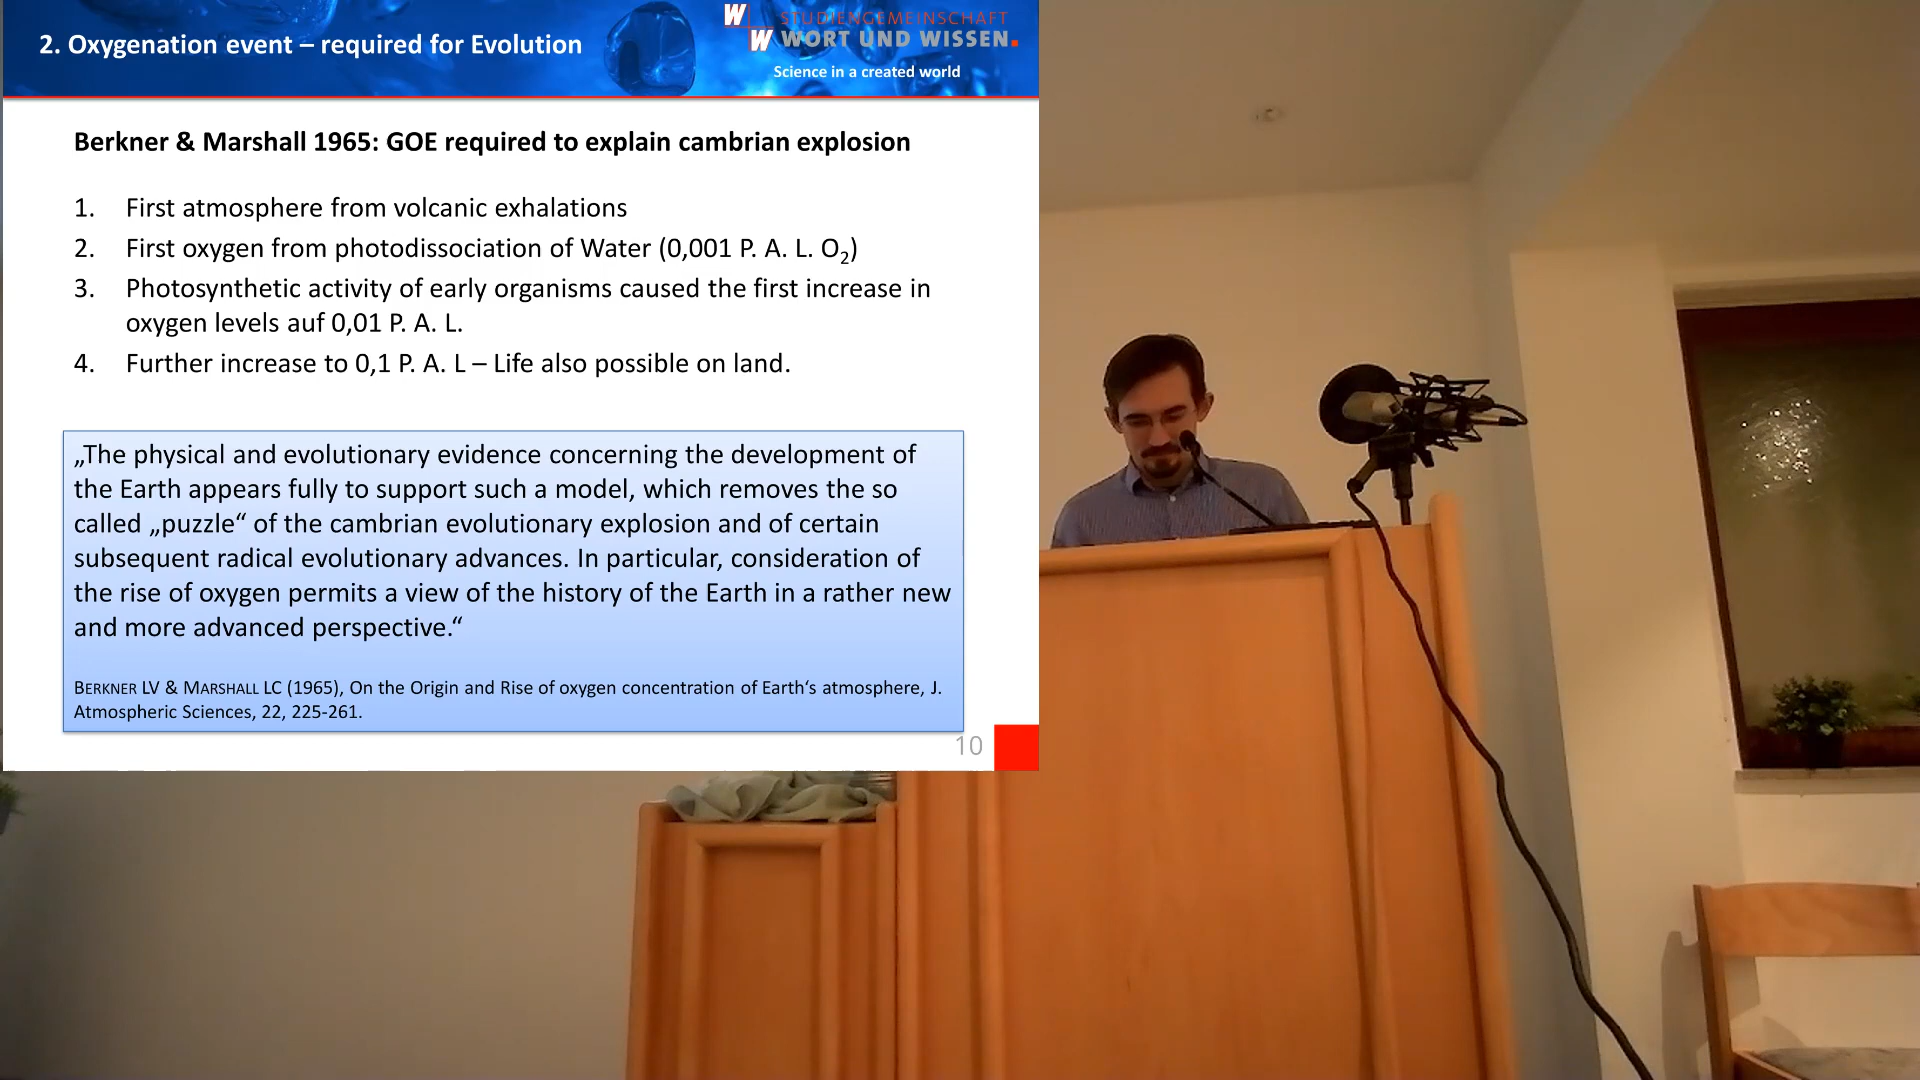 2. Oxygenation event – required for Evolution
W
W
STUDIENGEMEINSCHAFT
WORT UND WISSEN.
Science in a created world
Berkner & Marshall 1965: GOE required to explain cambrian explosion
1. First atmosphere from volcanic exhalations
2. First oxygen from photodissociation of Water (0,001 P. A. L. O₂)
3. Photosynthetic activity of early organisms caused the first increase in
oxygen levels auf 0,01 P. A. L.
4. Further increase to 0,1 P. A. L – Life also possible on land.
„The physical and evolutionary evidence concerning the development of
the Earth appears fully to support such a model, which removes the so
called „puzzle“ of the cambrian evolutionary explosion and of certain
subsequent radical evolutionary advances. In particular, consideration of
the rise of oxygen permits a view of the history of the Earth in a rather new
and more advanced perspective.“
BERKNER LV & MARSHALL LC (1965), On the Origin and Rise of oxygen concentration of Earth‘s atmosphere, J.
Atmospheric Sciences, 22, 225-261.
10